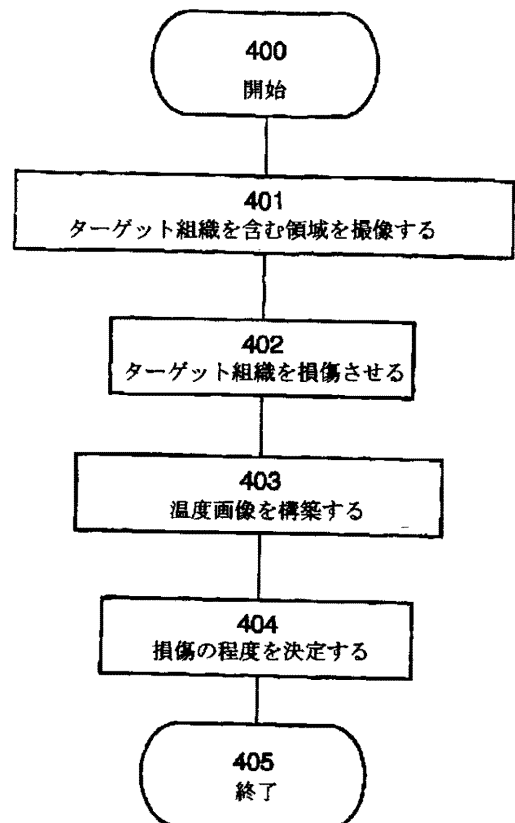 400
開始
401
ターゲット組織を含む領域を撮像する
402
ターゲット組織を損傷させる
403
温度画像を構築する
404
損傷の程度を決定する
405
終了